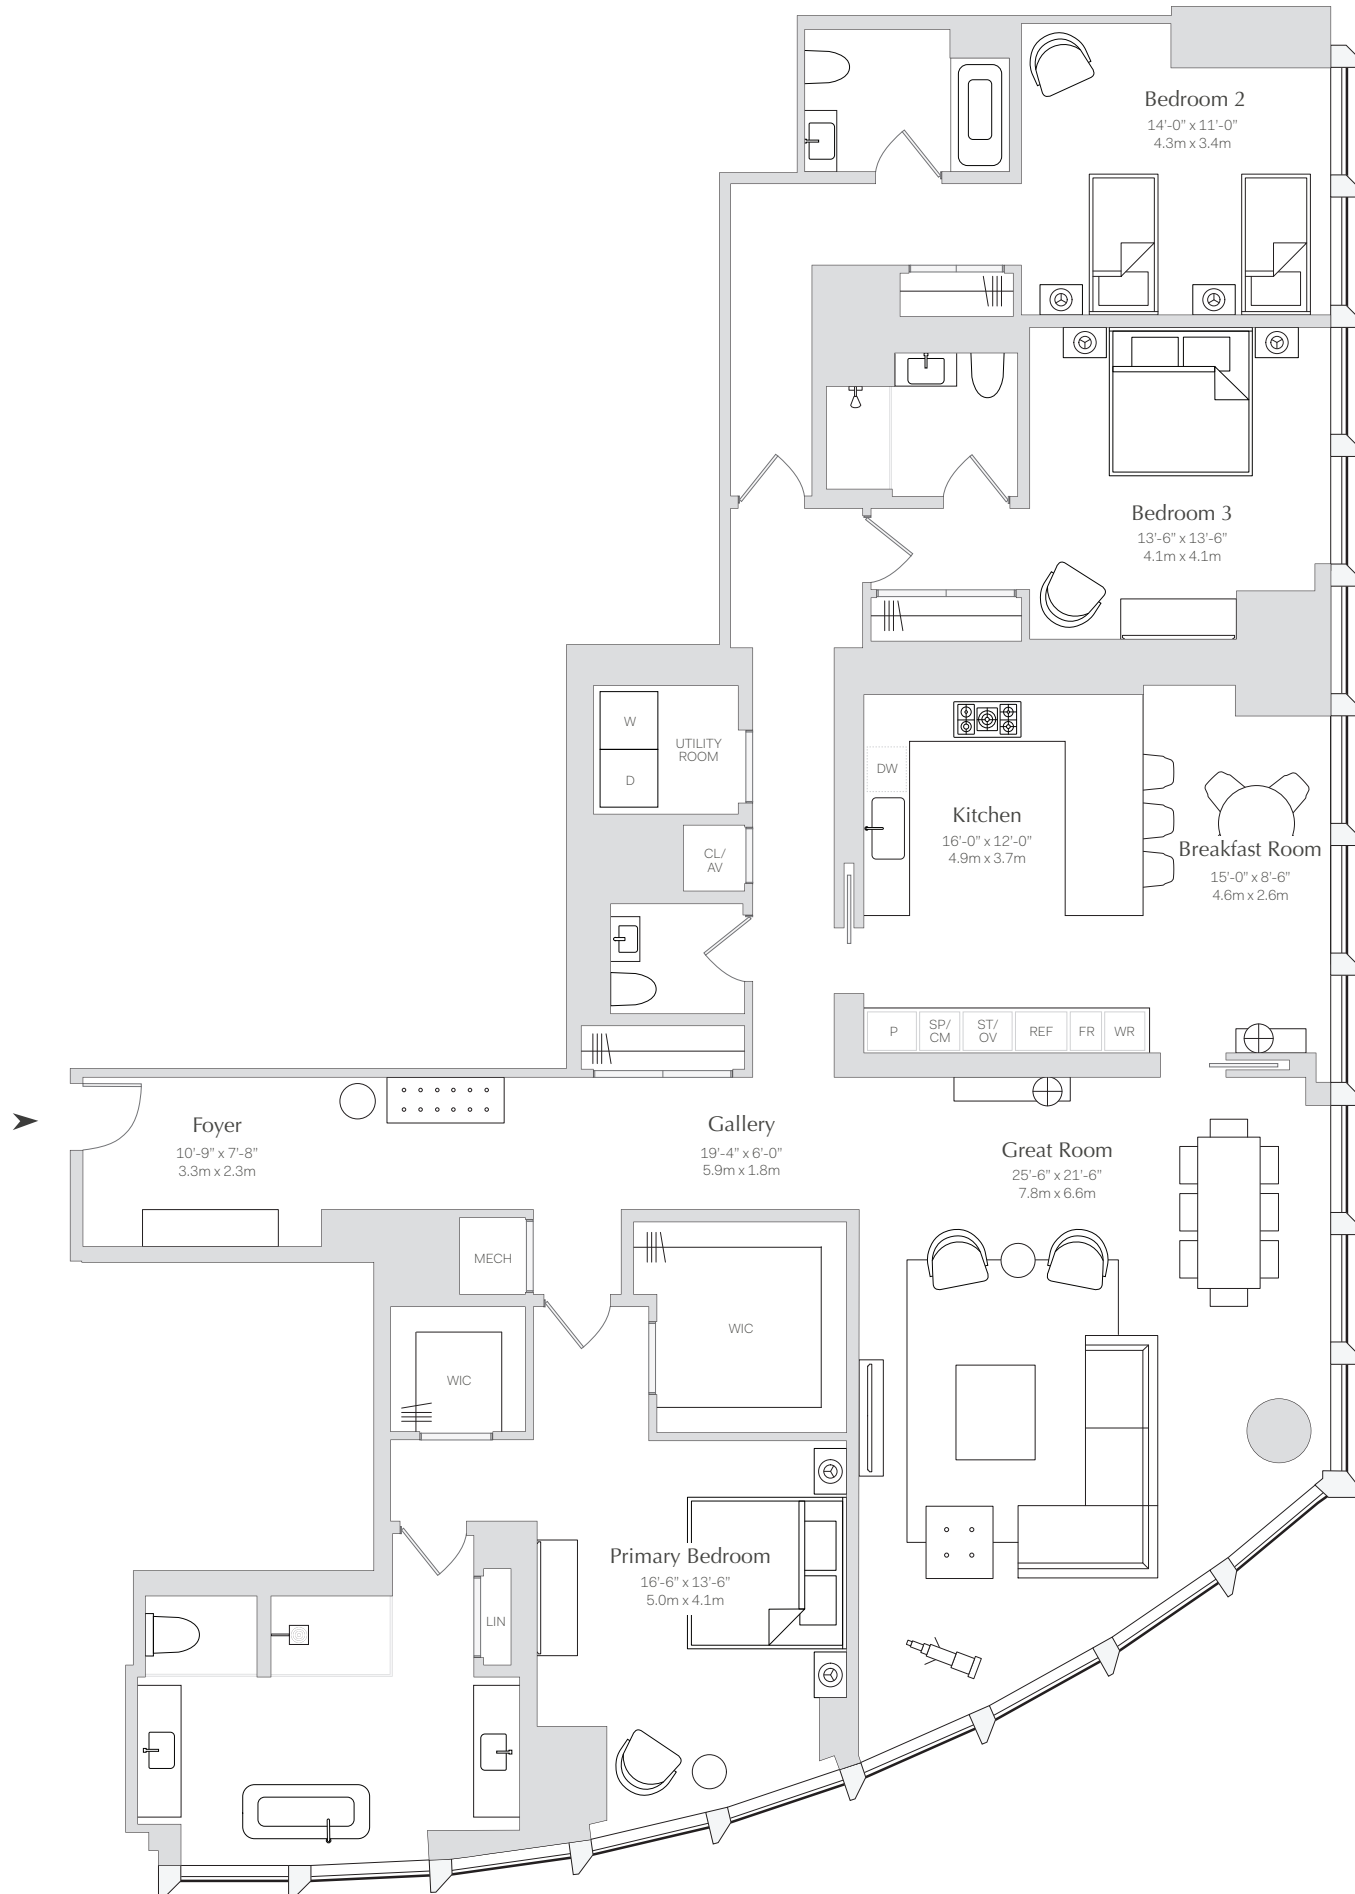 Bedroom 2
14'-0" x 11'-0"
4.3m x 3.4m
Bedroom 3
13'-6" x 13'-6"
4.1m x 4.1m
W
D
UTILITY
ROOM
CL/
AV
DW
Kitchen
16'-0" x 12'-0"
4.9m x 3.7m
Breakfast Room
15'-0" x 8'-6"
4.6m x 2.6m
P
SP/
CM
ST/
OV
REF
FR
WR
Foyer
10'-9" x 7'-8"
3.3m x 2.3m
Gallery
19'-4" x 6'-0"
5.9m x 1.8m
Great Room
25'-6" x 21'-6"
7.8m x 6.6m
MECH
WIC
WIC
Primary Bedroom
16'-6" x 13'-6"
5.0m x 4.1m
LIN